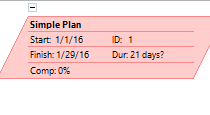 Simple Plan
Start: 1/1/16 ID: 1
Finish: 1/29/16 Dur: 21 days?
Comp: 0%